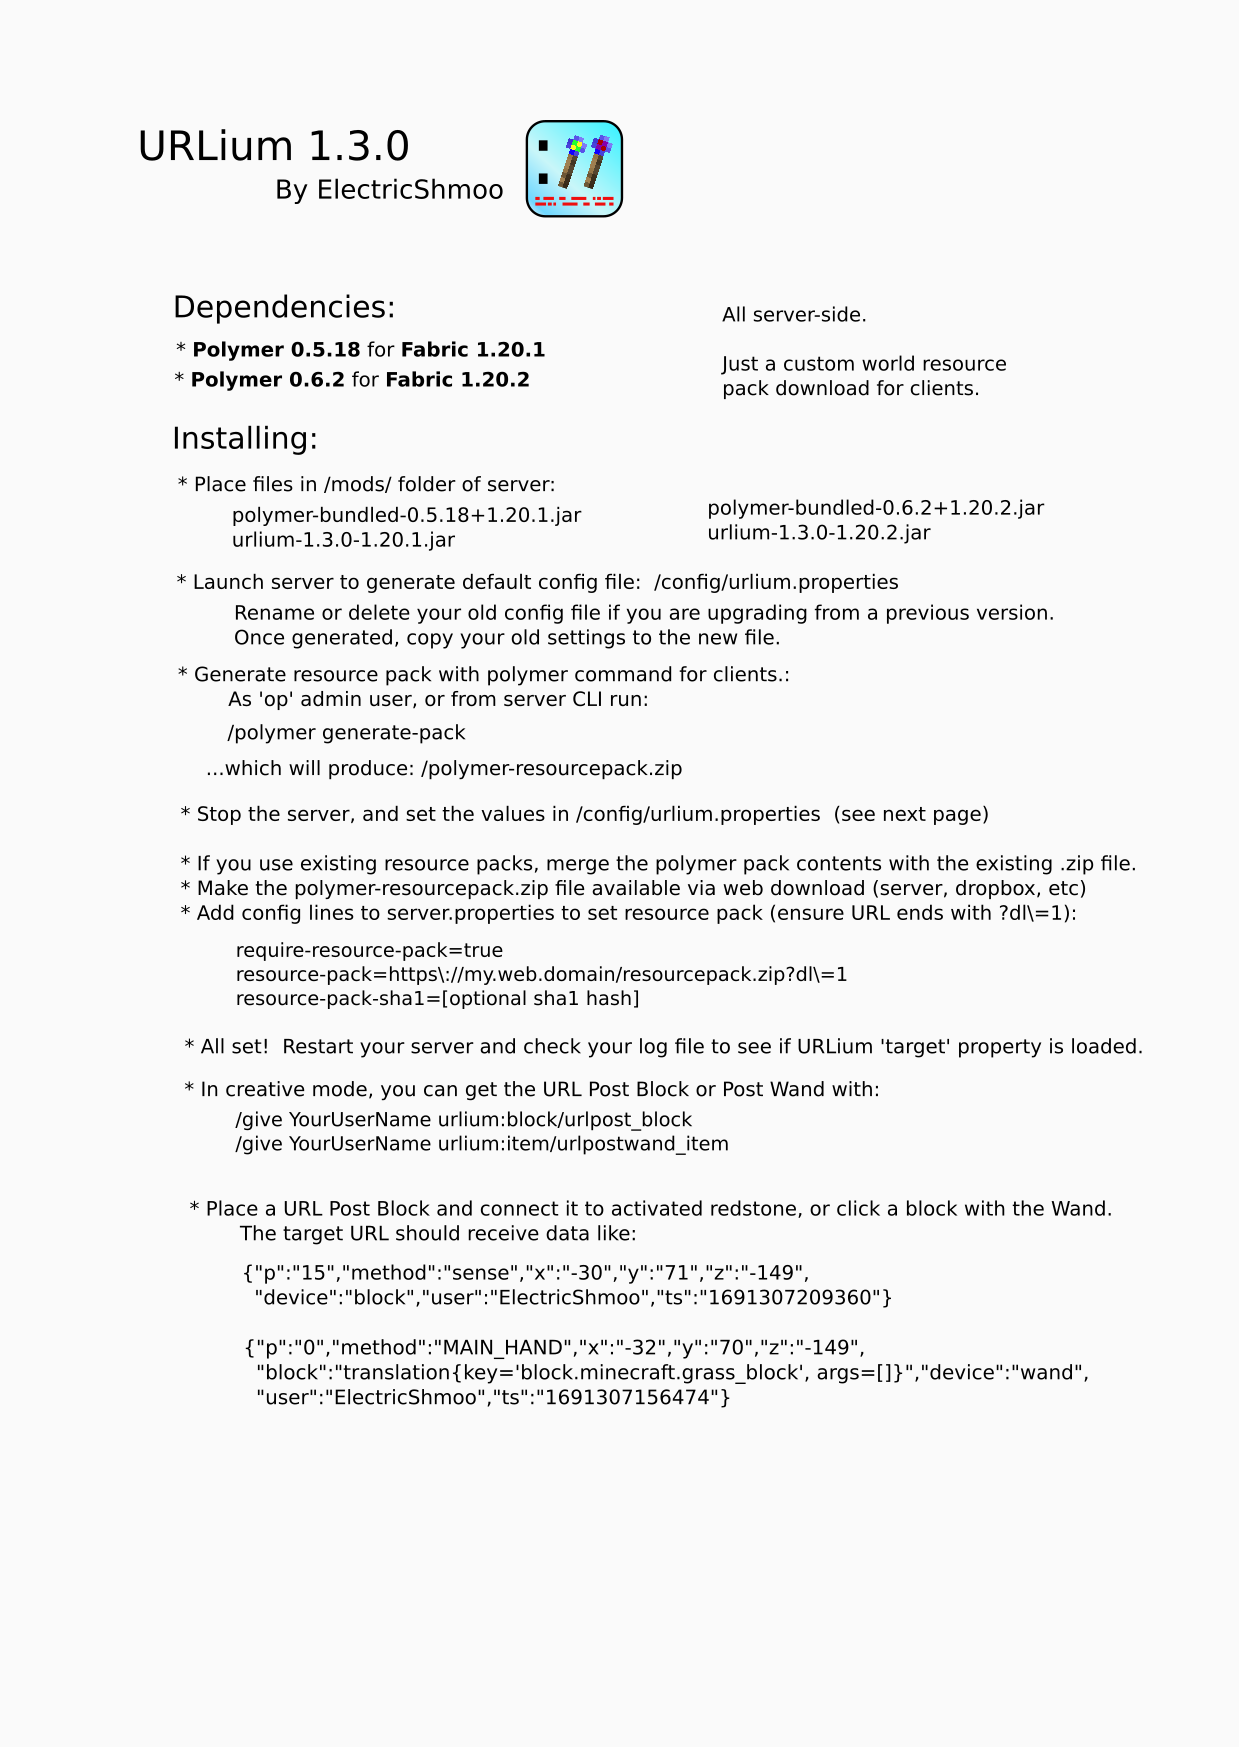 URLium 1.3.0
By ElectricShmoo
Dependencies:
* Polymer 0.5.18 for Fabric 1.20.1
* Polymer 0.6.2 for Fabric 1.20.2
All server-side.
Just a custom world resource
pack download for clients.
Installing:
* Place files in /mods/ folder of server:
polymer-bundled-0.5.18+1.20.1.jar
urlium-1.3.0-1.20.1.jar
polymer-bundled-0.6.2+1.20.2.jar
urlium-1.3.0-1.20.2.jar
* Launch server to generate default config file:  /config/urlium.properties
Rename or delete your old config file if you are upgrading from a previous version.
Once generated, copy your old settings to the new file.
* Generate resource pack with polymer command for clients.:
As 'op' admin user, or from server CLI run:
/polymer generate-pack
...which will produce: /polymer-resourcepack.zip
* Stop the server, and set the values in /config/urlium.properties  (see next page)
* If you use existing resource packs, merge the polymer pack contents with the existing .zip file.
* Make the polymer-resourcepack.zip file available via web download (server, dropbox, etc)
* Add config lines to server.properties to set resource pack (ensure URL ends with ?dl\=1):
require-resource-pack=true
resource-pack=https\://my.web.domain/resourcepack.zip?dl\=1
resource-pack-sha1=[optional sha1 hash]
* All set!  Restart your server and check your log file to see if URLium 'target' property is loaded.
* In creative mode, you can get the URL Post Block or Post Wand with:
/give YourUserName urlium:block/urlpost_block
/give YourUserName urlium:item/urlpostwand_item
* Place a URL Post Block and connect it to activated redstone, or click a block with the Wand.
The target URL should receive data like:
{"p":"15","method":"sense","x":"-30","y":"71","z":"-149",
"device":"block","user":"ElectricShmoo","ts":"1691307209360"}
{"p":"0","method":"MAIN_HAND","x":"-32","y":"70","z":"-149",
"block":"translation{key='block.minecraft.grass_block', args=[]}","device":"wand",
"user":"ElectricShmoo","ts":"1691307156474"}